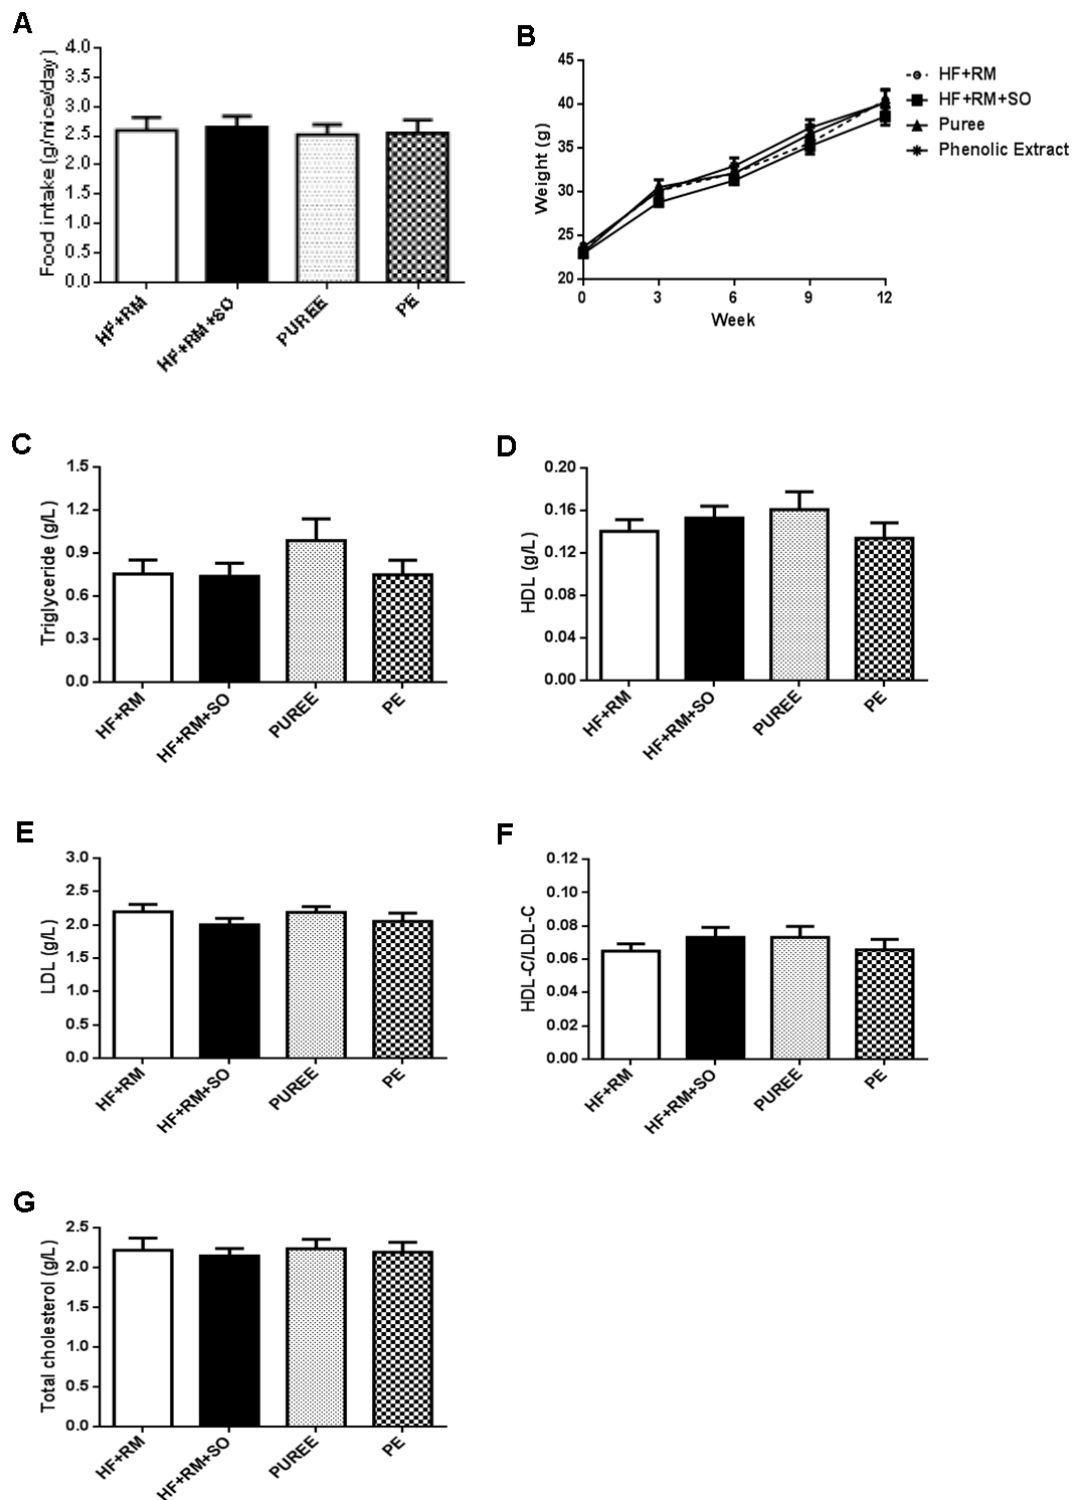 A
Food intake (g/mice/day)
4.0
3.5
3.0
2.5
2.0
1.5
1.0
0.5
0.0
HF+RM
HF+RM+SO
PUREE
PE
B
Weight (g)
45
40
35
30
25
20
0
3
6
9
12
Week
HF+RM
HF+RM+SO
Puree
Phenolic Extract
C
Triglyceride (g/L)
1.5
1.2
0.9
0.6
0.3
0.0
HF+RM
HF+RM+SO
PUREE
PE
D
HDL (g/L)
0.20
0.16
0.12
0.08
0.04
0.00
HF+RM
HF+RM+SO
PUREE
PE
E
LDL (g/L)
3.0
2.5
2.0
1.5
1.0
0.5
0.0
HF+RM
HF+RM+SO
PUREE
PE
F
HDL-C/LDL-C
0.12
0.10
0.08
0.06
0.04
0.02
0.00
HF+RM
HF+RM+SO
PUREE
PE
G
Total cholesterol (g/L)
2.5
2.0
1.5
1.0
0.5
0.0
HF+RM
HF+RM+SO
PUREE
PE